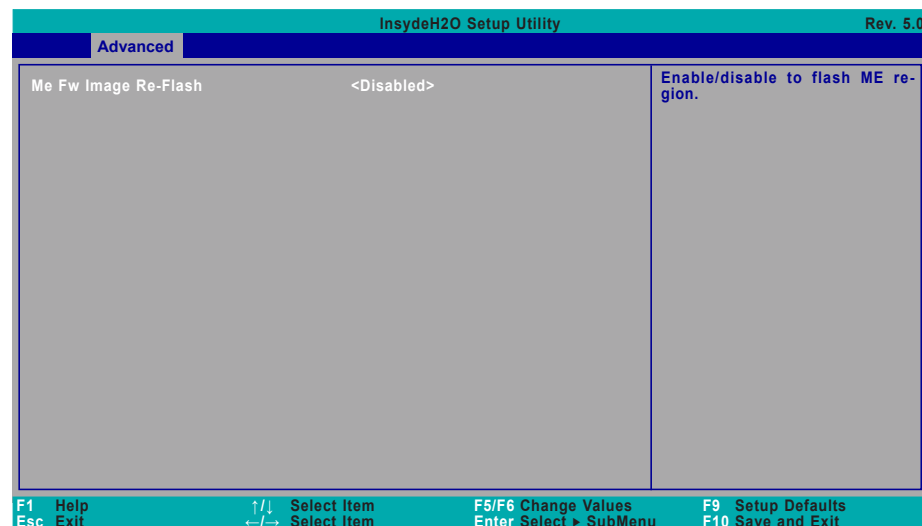 InsydeH2O Setup Utility Rev. 5.0
Advanced
Me Fw Image Re-Flash <Disabled>
Enable/disable to flash ME re-
gion.
F1 Help ↑/↓ Select Item F5/F6 Change Values F9 Setup Defaults
Esc Exit ←/→ Select Item Enter Select ▸ SubMenu F10 Save and Exit